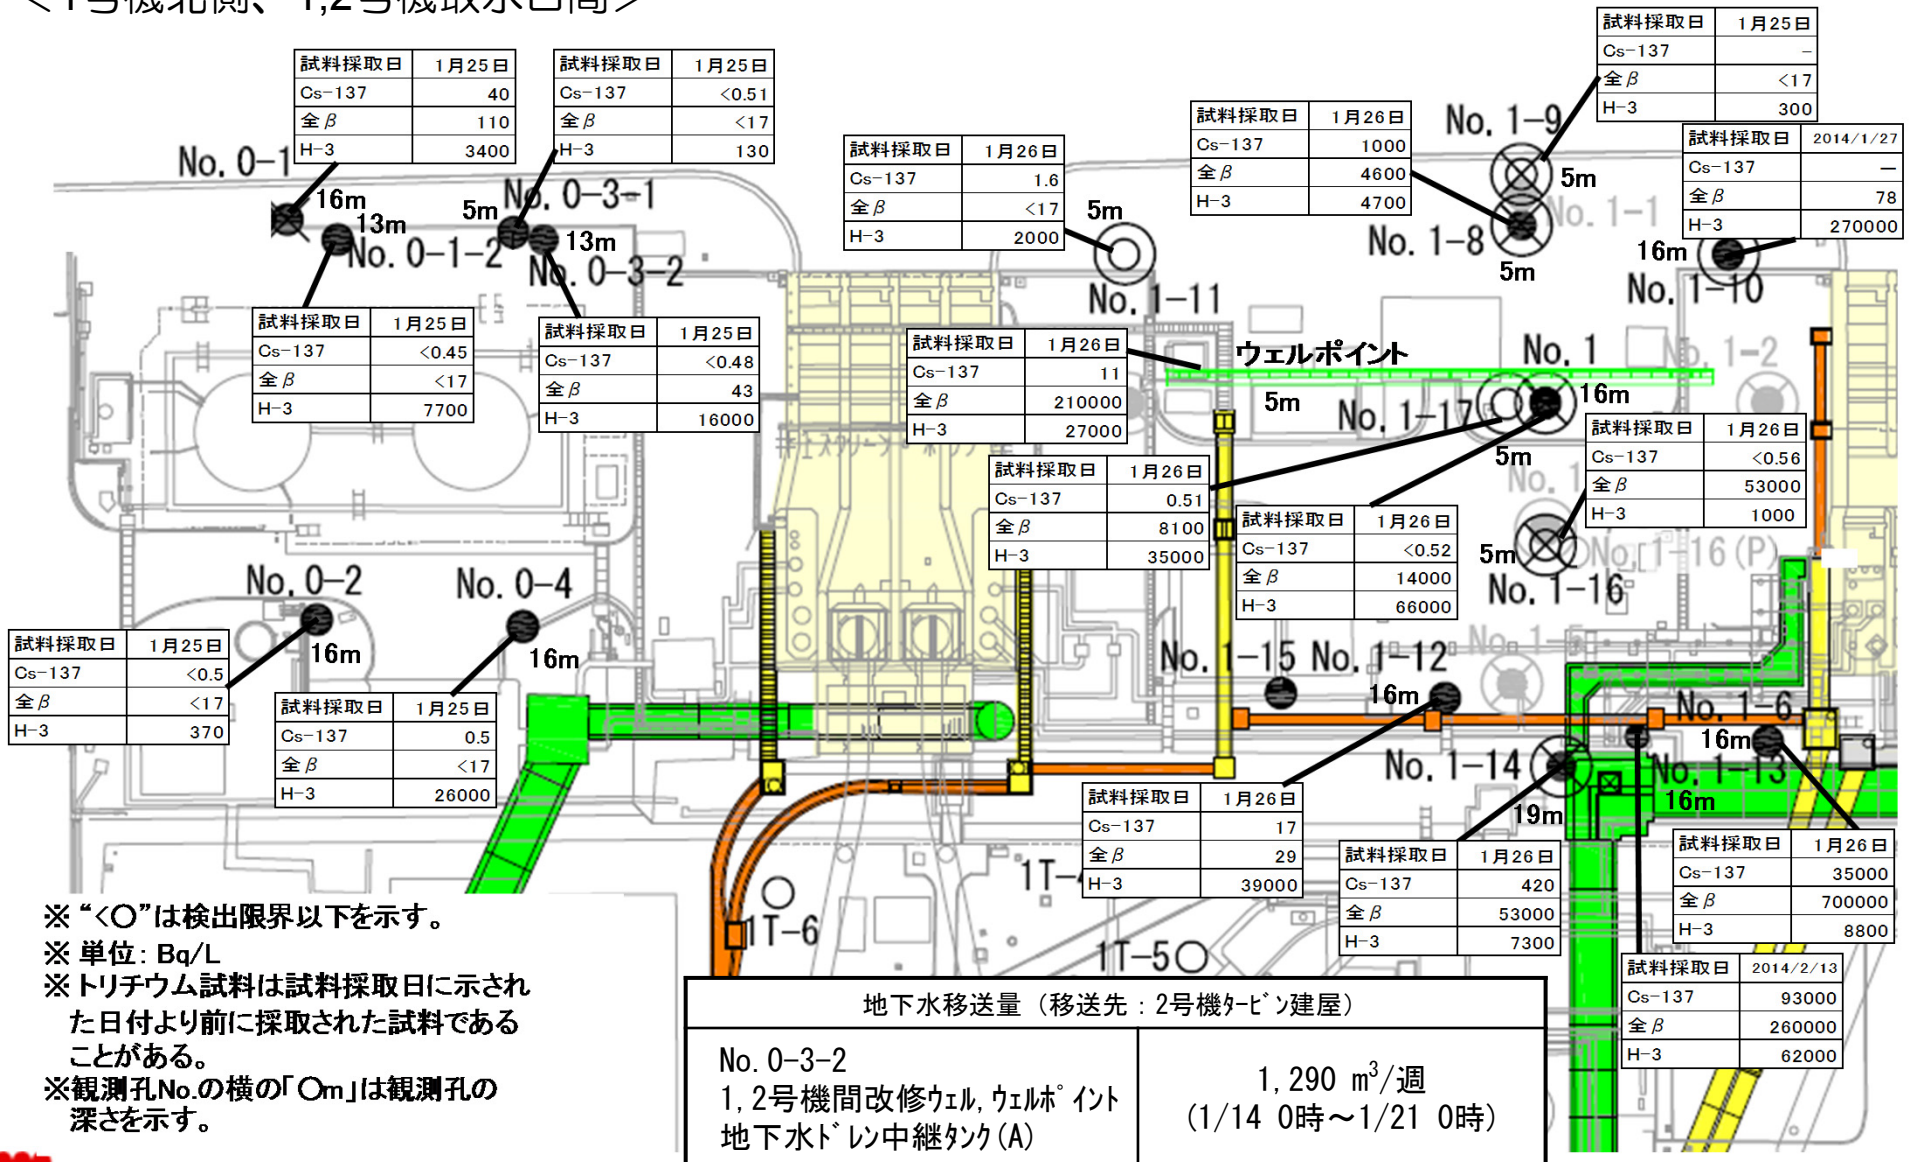 <1号機北側、1,2号機取水口間>
試料採取日 1月25日
Cs-137 40
全β 110
H-3 3400
試料採取日 1月25日
Cs-137 <0.51
全β <17
H-3 130
試料採取日 1月26日
Cs-137 1.6
全β <17
H-3 2000
試料採取日 1月26日
Cs-137 1000
全β 4600
H-3 4700
試料採取日 1月25日
Cs-137 -
全β <17
H-3 300
試料採取日 2014/1/27
Cs-137 —
全β 78
H-3 270000
No. 0-1
16m
13m
No. 0-1-2
5m
No. 0-3-1
13m
No. 0-3-2
5m
No. 1-11
No. 1-9
5m
No. 1-1
No. 1-8
5m
16m
No. 1-10
試料採取日 1月25日
Cs-137 <0.45
全β <17
H-3 7700
試料採取日 1月25日
Cs-137 <0.48
全β 43
H-3 16000
試料採取日 1月26日
Cs-137 11
全β 210000
H-3 27000
ウェルポイント
5m
No. 1
16m
No. 1-2
No. 1-17
5m
試料採取日 1月26日
Cs-137 0.51
全β 8100
H-3 35000
試料採取日 1月26日
Cs-137 <0.52
全β 14000
H-3 66000
試料採取日 1月26日
Cs-137 <0.56
全β 53000
H-3 1000
5m
No. 1-16(P)
No. 1-16
No. 0-2
16m
No. 0-4
16m
No. 1-15
No. 1-12
16m
No. 1-5
No. 1-6
16m
No. 1-14
19m
No. 1-13
16m
試料採取日 1月25日
Cs-137 <0.5
全β <17
H-3 370
試料採取日 1月25日
Cs-137 0.5
全β <17
H-3 26000
試料採取日 1月26日
Cs-137 17
全β 29
H-3 39000
試料採取日 1月26日
Cs-137 420
全β 53000
H-3 7300
試料採取日 1月26日
Cs-137 35000
全β 700000
H-3 8800
試料採取日 2014/2/13
Cs-137 93000
全β 260000
H-3 62000
1T-6
1T-5
※ “<〇”は検出限界以下を示す。
※ 単位: Bq/L
※トリチウム試料は試料採取日に示され
た日付より前に採取された試料である
ことがある。
※観測孔No.の横の「〇m」は観測孔の
深さを示す。
地下水移送量（移送先:2号機タービン建屋）
No. 0-3-2
1,2号機間改修ウェル,ウェルポイント
地下水ドレン中継タンク(A)
1,290 m³/週
(1/14 0時～1/21 0時)